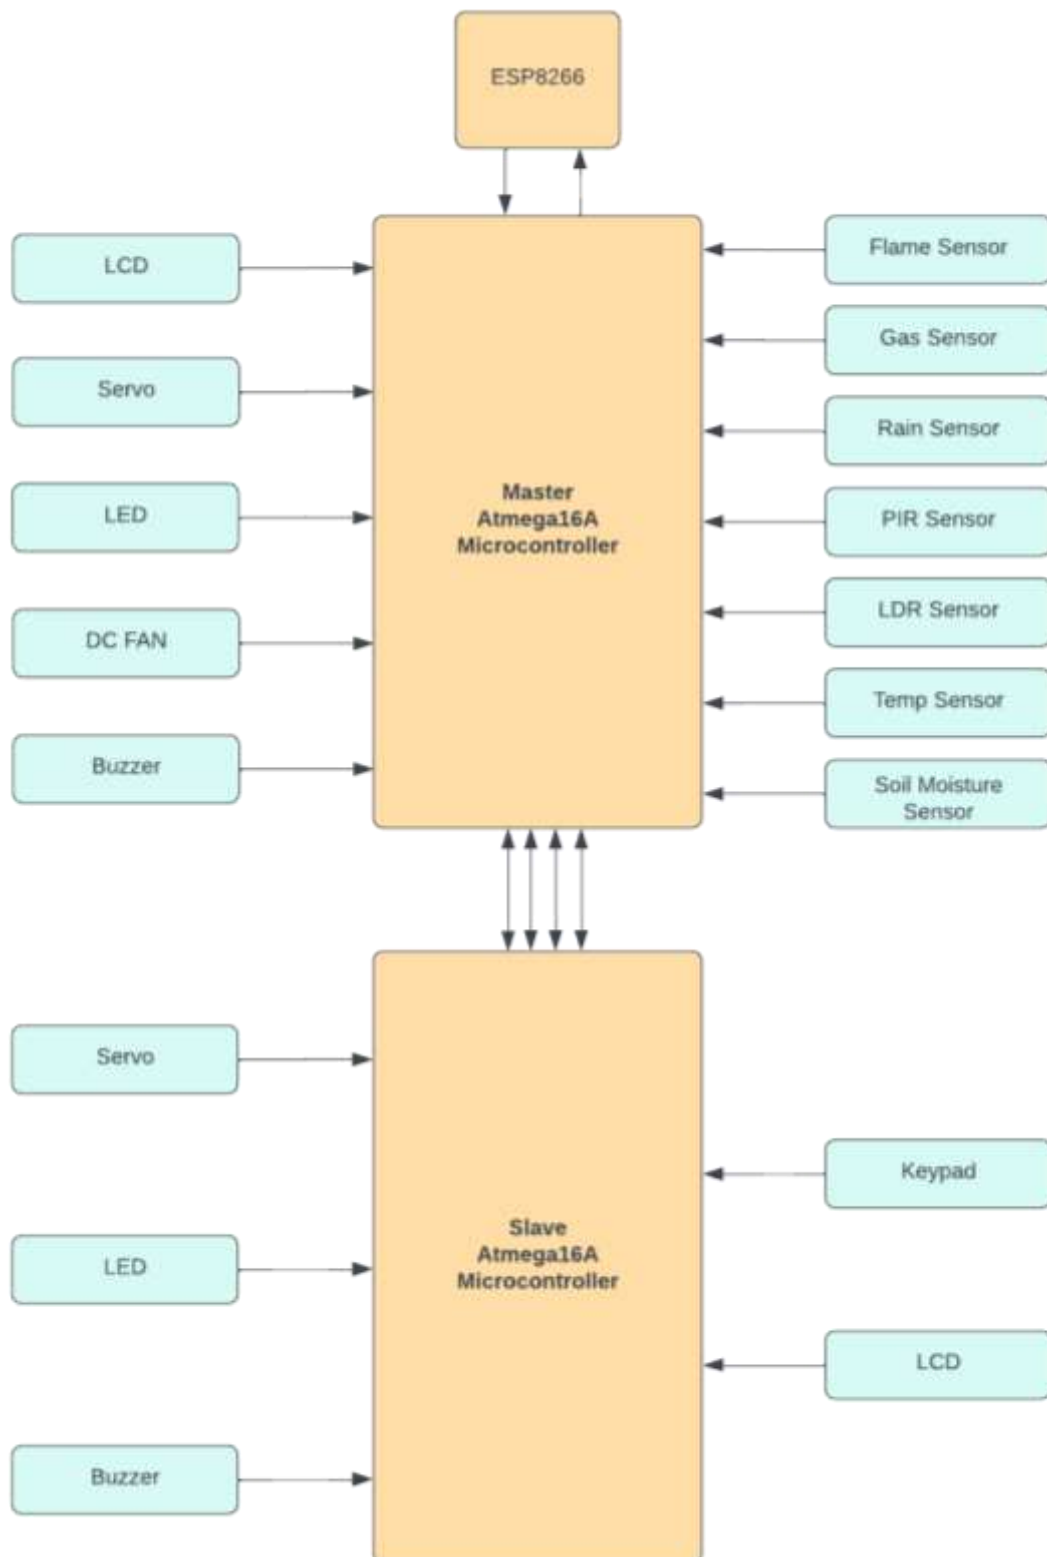 ESP8266
LCD
Servo
LED
DC FAN
Buzzer
Master
Atmega16A
Microcontroller
Flame Sensor
Gas Sensor
Rain Sensor
PIR Sensor
LDR Sensor
Temp Sensor
Soil Moisture
Sensor
Servo
LED
Buzzer
Slave
Atmega16A
Microcontroller
Keypad
LCD